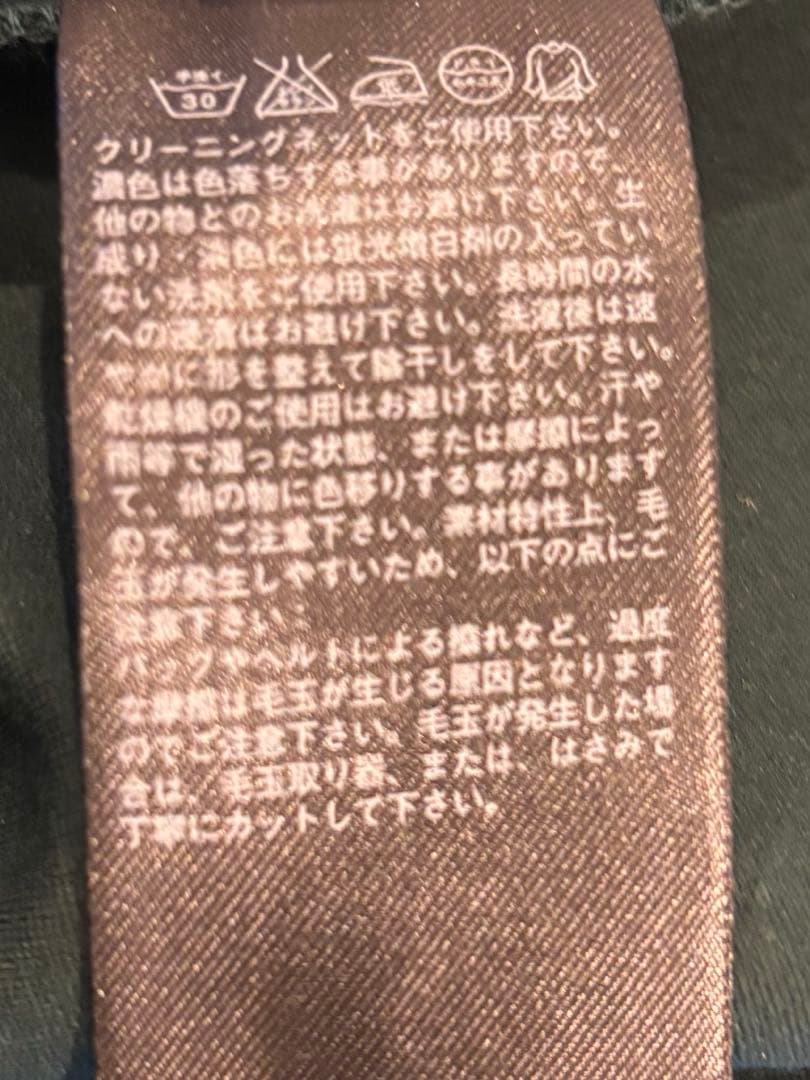 手洗イ
30
低
クリーニングネットをご使用下さい。
濃色は色落ちする事がありますので、
他の物とのお洗濯はお避け下さい。生
成り・淡色には蛍光増白剤の入ってい
ない洗剤をご使用下さい。長時間の水
への浸漬はお避け下さい。洗濯後は速
やかに形を整えて陰干しをして下さい。
乾燥機のご使用はお避け下さい。汗や
雨等で湿った状態、または摩擦によっ
て、他の物に色移りする事があります
ので、ご注意下さい。素材特性上、毛
玉が発生しやすいため、以下の点にご
注意下さい：
バッグやベルトによる擦れなど、過度
な摩擦は毛玉が生じる原因となります
のでご注意下さい。毛玉が発生した場
合は、毛玉取り器、または、はさみで
丁寧にカットして下さい。